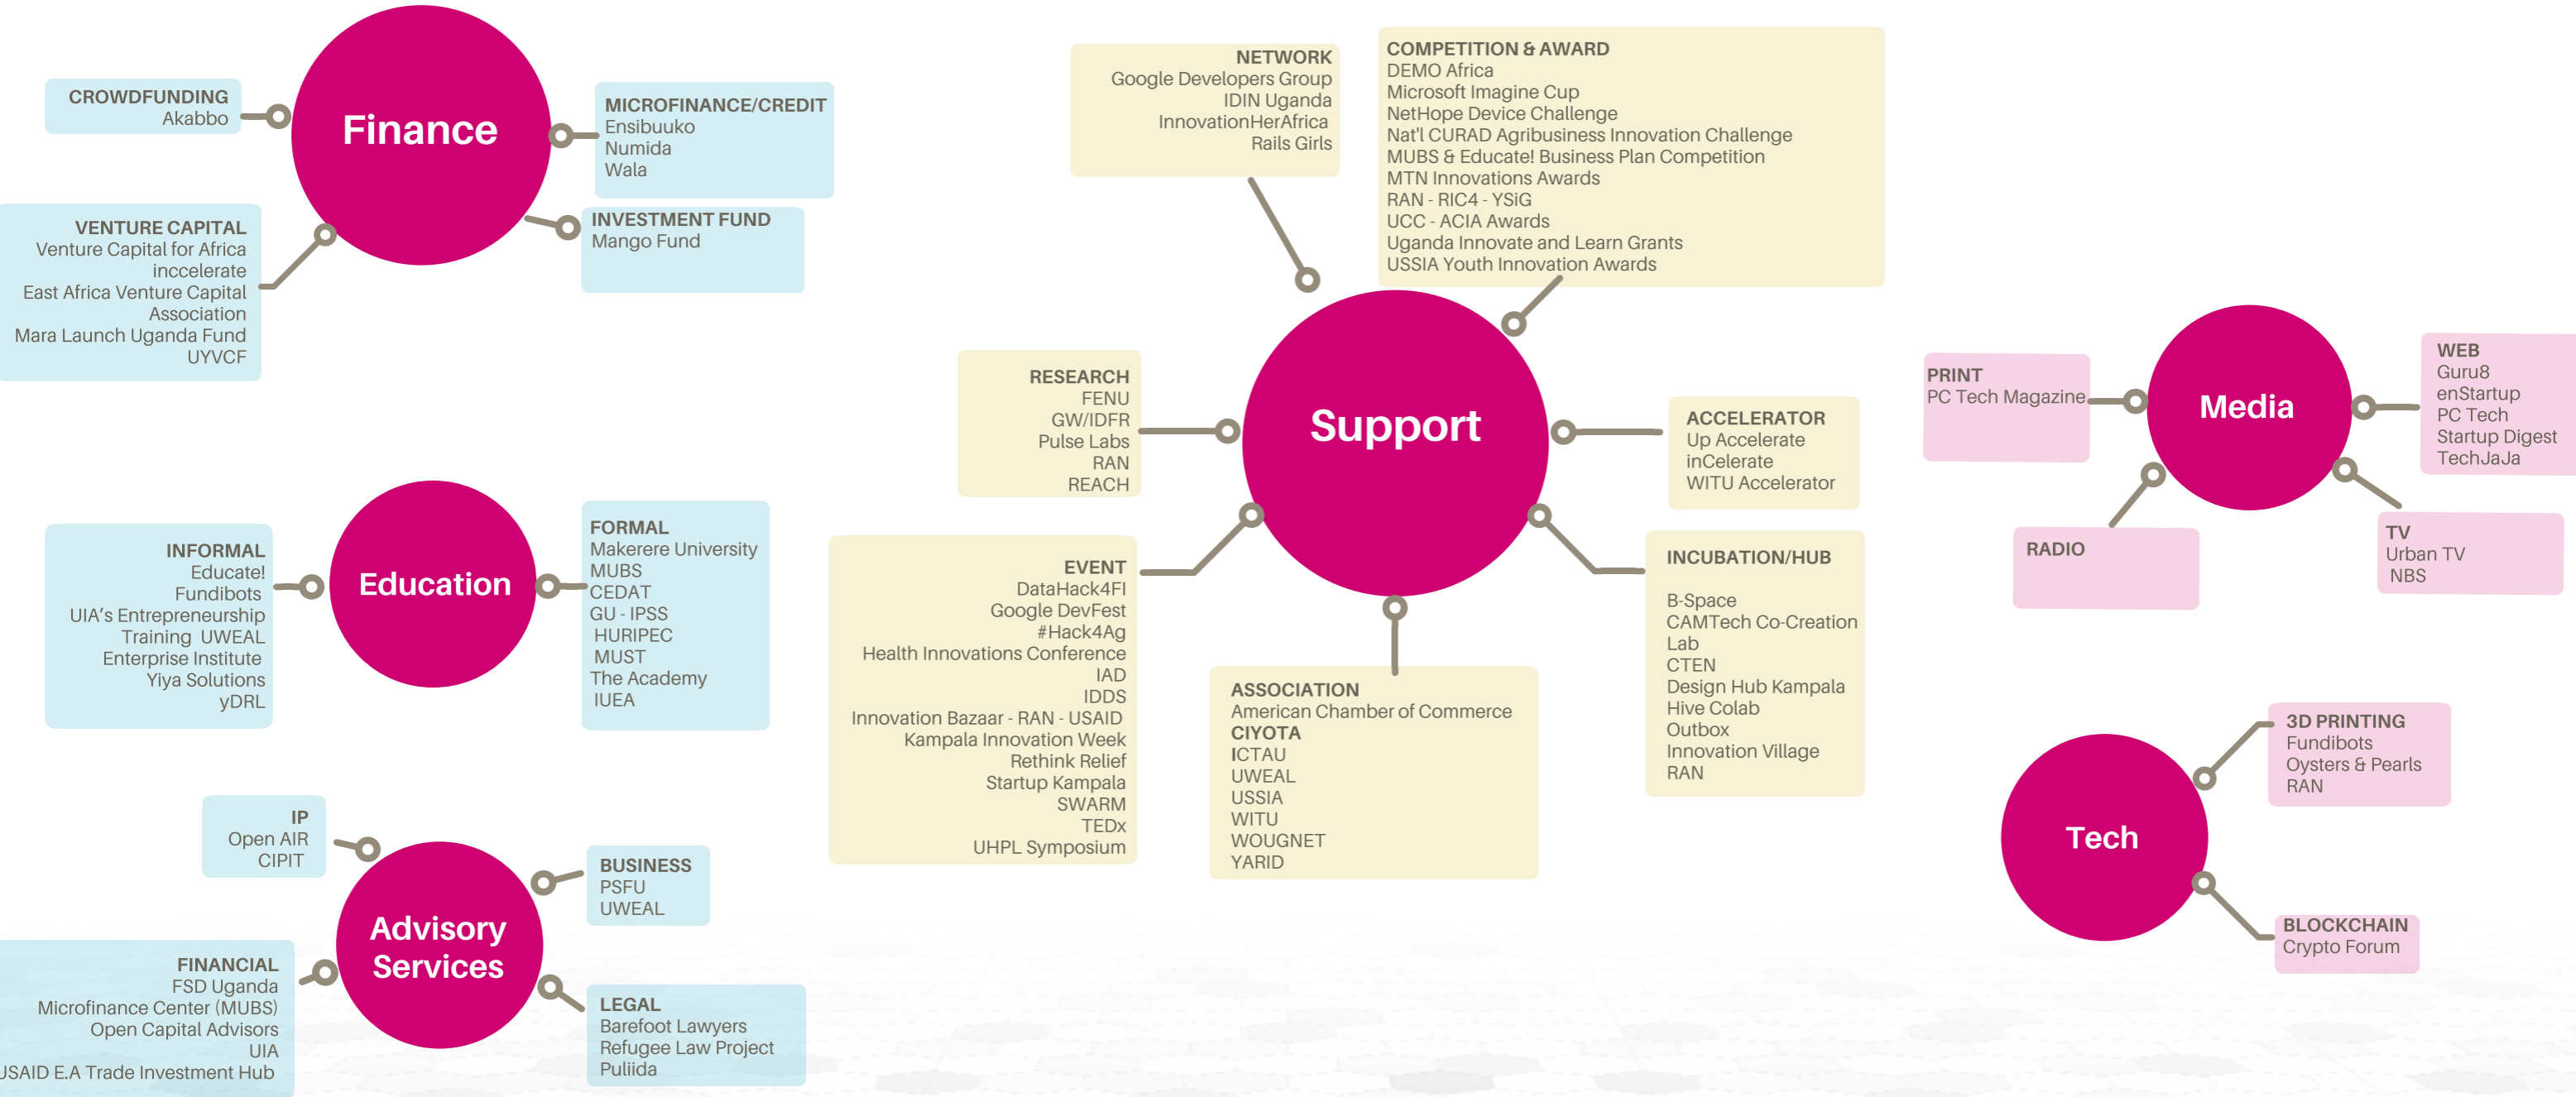 Finance
CROWDFUNDING
Akabbo
MICROFINANCE/CREDIT
Ensibuuko
Numida
Wala
VENTURE CAPITAL
Venture Capital for Africa
inccelerate
East Africa Venture Capital
Association
Mara Launch Uganda Fund
UYVCF
INVESTMENT FUND
Mango Fund
Education
INFORMAL
Educate!
Fundibots
UIA’s Entrepreneurship
Training UWEAL
Enterprise Institute
Yiya Solutions
yDRL
FORMAL
Makerere University
MUBS
CEDAT
GU - IPSS
HURIPEC
MUST
The Academy
IUEA
Advisory
Services
IP
Open AIR
CIPIT
BUSINESS
PSFU
UWEAL
FINANCIAL
FSD Uganda
Microfinance Center (MUBS)
Open Capital Advisors
UIA
USAID E.A Trade Investment Hub
LEGAL
Barefoot Lawyers
Refugee Law Project
Puliida
Support
NETWORK
Google Developers Group
IDIN Uganda
InnovationHerAfrica
Rails Girls
COMPETITION & AWARD
DEMO Africa
Microsoft Imagine Cup
NetHope Device Challenge
Nat'l CURAD Agribusiness Innovation Challenge
MUBS & Educate! Business Plan Competition
MTN Innovations Awards
RAN - RIC4 - YSiG
UCC - ACIA Awards
Uganda Innovate and Learn Grants
USSIA Youth Innovation Awards
RESEARCH
FENU
GW/IDFR
Pulse Labs
RAN
REACH
ACCELERATOR
Up Accelerate
inCelerate
WITU Accelerator
EVENT
DataHack4FI
Google DevFest
#Hack4Ag
Health Innovations Conference
IAD
IDDS
Innovation Bazaar - RAN - USAID
Kampala Innovation Week
Rethink Relief
Startup Kampala
SWARM
TEDx
UHPL Symposium
ASSOCIATION
American Chamber of Commerce
CIYOTA
ICTAU
UWEAL
USSIA
WITU
WOUGNET
YARID
INCUBATION/HUB
B-Space
CAMTech Co-Creation
Lab
CTEN
Design Hub Kampala
Hive Colab
Outbox
Innovation Village
RAN
Media
PRINT
PC Tech Magazine
WEB
Guru8
enStartup
PC Tech
Startup Digest
TechJaJa
RADIO
TV
Urban TV
NBS
Tech
3D PRINTING
Fundibots
Oysters & Pearls
RAN
BLOCKCHAIN
Crypto Forum